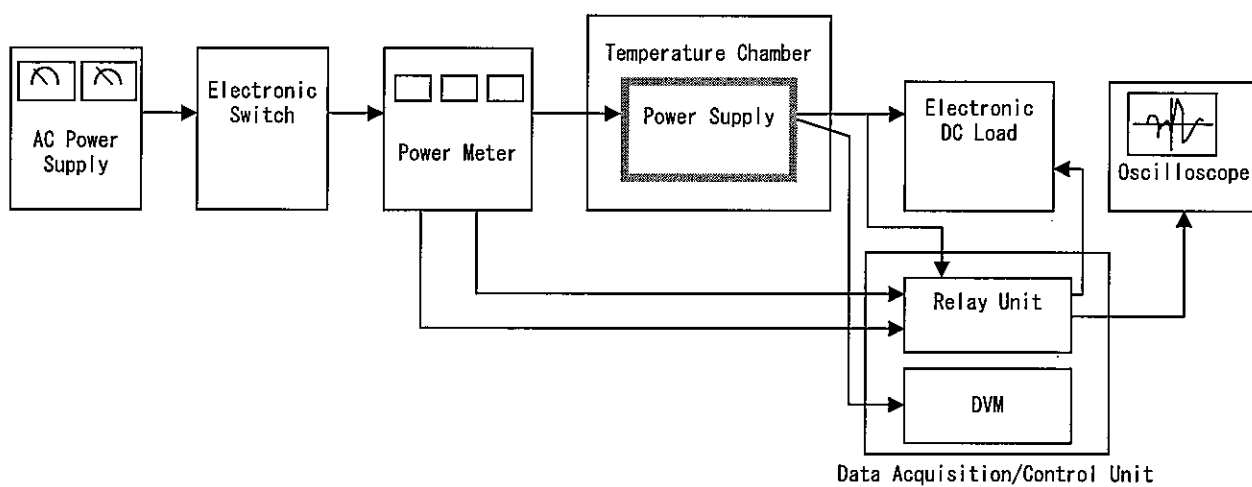 AC Power
Supply
Electronic
Switch
Power Meter
Temperature Chamber
Power Supply
Electronic
DC Load
Oscilloscope
Relay Unit
DVM
Data Acquisition/Control Unit